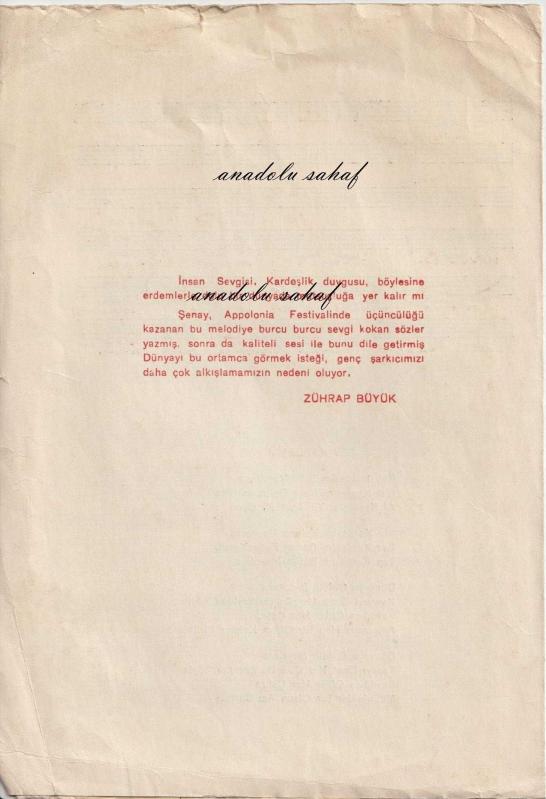 anadolu sahaf
İnsan Sevgisi, Kardeşlik duygusu, böylesine
erdemlerle uğa yer kalır mı
anadolu sahaf
Şenay, Appolonia Festivalinde üçüncülüğü
kazanan bu melodiye burcu burcu sevgi kokan sözler
yazmış, sonra da kaliteli sesi ile bunu dile getirmiş
Dünyayı bu ortamca görmek isteği, genç şarkıcımızı
daha çok alkışlamamızın nedeni oluyor.
ZÜHRAP BÜYÜK